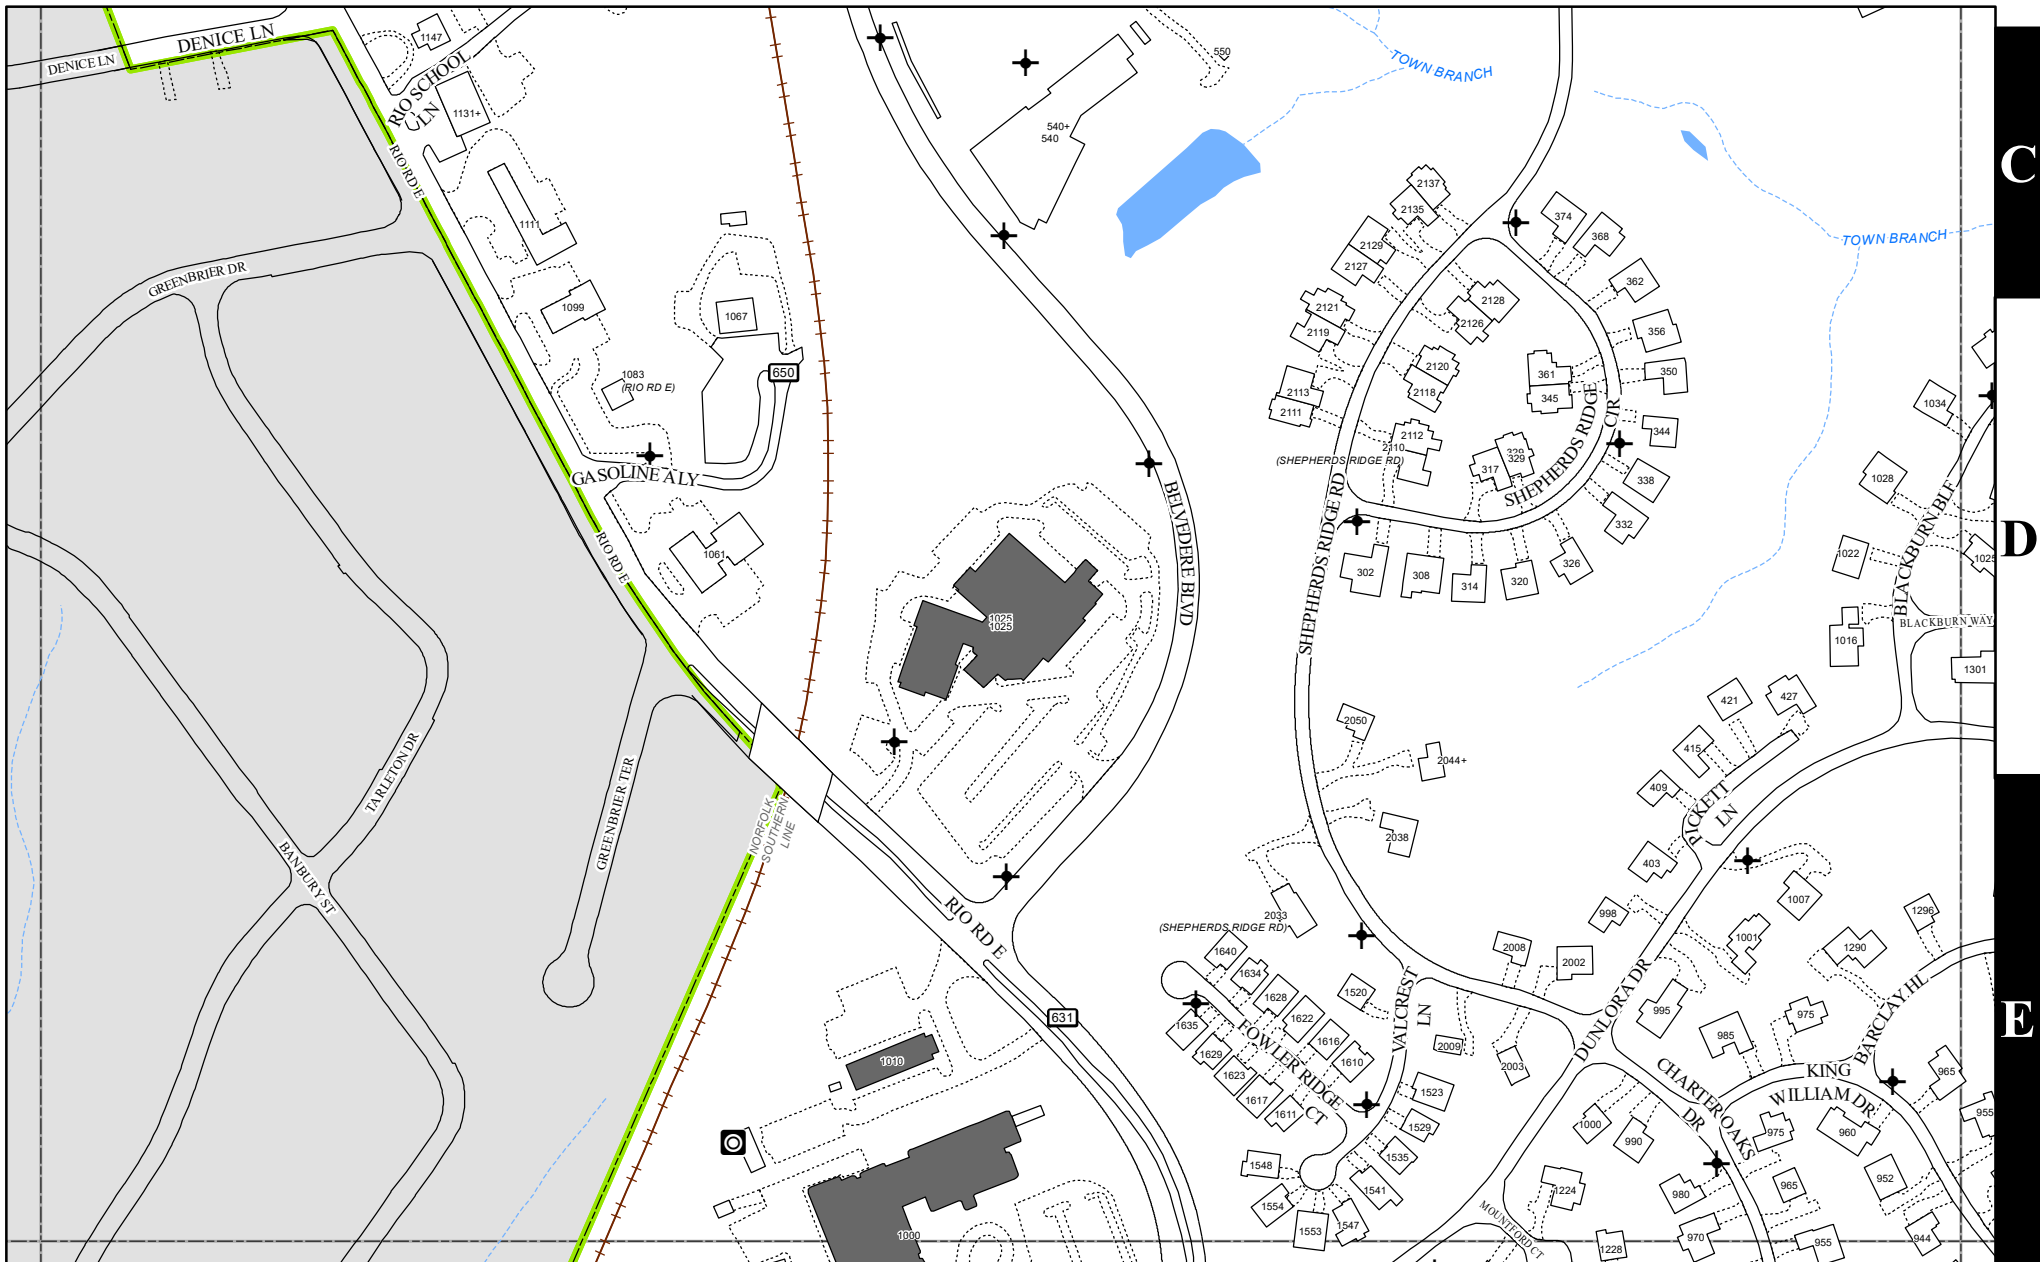 DENICE LN
DENICE LN
1147
RIO SCHOOL
LN
1131+
RIO RD E
1111
GREENBRIER DR
1099
1067
1083
(RIO RD E)
650
GASOLINE ALY
RIO RD E
1061
540+
540
550
TOWN BRANCH
TOWN BRANCH
C
2137
2135
2129
2127
2121
2119
2113
2111
2128
2126
2120
2118
2112
2110
(SHEPHERDS RIDGE RD)
374
368
362
356
350
344
338
332
326
320
314
308
302
361
345
329
329
317
SHEPHERDS RIDGE
CIR
SHEPHERDS RIDGE RD
BELVEDERE BLVD
1025
1025
1034
1028
1022
1025
1016
1301
BLACKBURN BLF
BLACKBURN WAY
D
TARLETON DR
BANBURY ST
GREENBRIER TER
NORFOLK
SOUTHERN
LINE
RIO RD E
631
1010
1000
2050
2044+
2038
2033
(SHEPHERDS RIDGE RD)
421
427
415
409
403
PICKETT
LN
998
1007
1001
1296
1290
2008
2002
2009
2003
995
985
975
DUNLORA DR
BARCLAY HL
E
1640
1634
1628
1622
1616
1610
1635
1629
1623
1617
1611
FOWLER RIDGE
CT
1520
VALCREST
LN
1523
1529
1535
1541
1547
1548
1554
1553
CHARTER OAKS
DR
KING
WILLIAM DR
1000
990
980
970
975
965
955
960
952
944
965
955
1224
1228
MOUNTFORD CT